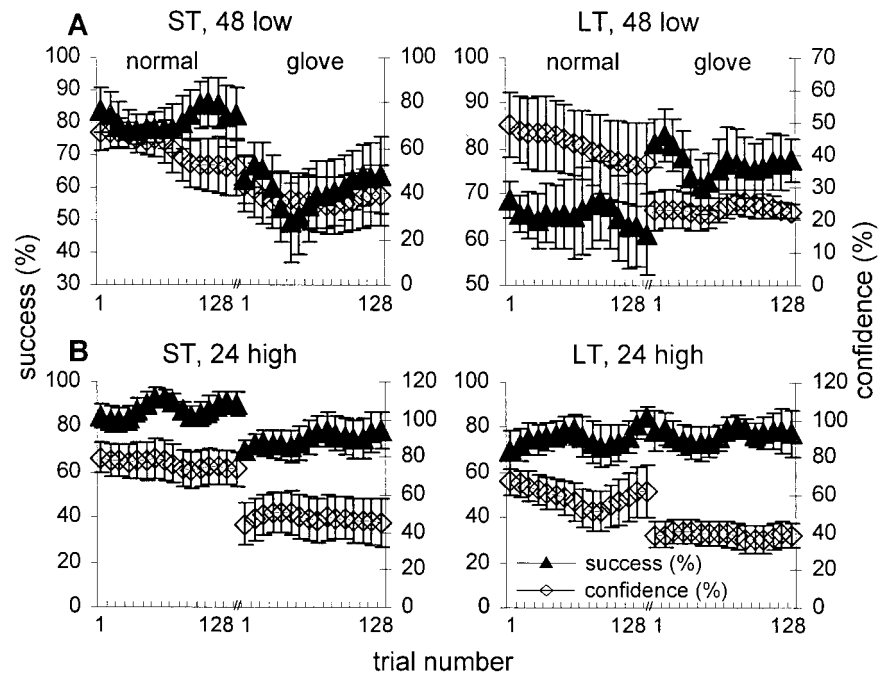 A ST, 48 low LT, 48 low
100 100 100 70
normal glove normal glove
90 90 60
80 80 50
80 60 80 40
70
60 40 70 30
50 20
20 60
40 10
30 0 50 0
1 128 1 128 1 128 1 128
success (%)
confidence (%)
B ST, 24 high LT, 24 high
100 120 100 120
80 100 80 100
80 80
60 60
60 60
40 40
40 40
20 20 20 20
success (%)
confidence (%)
0 0 0 0
1 128 1 128 1 128 1 128
trial number